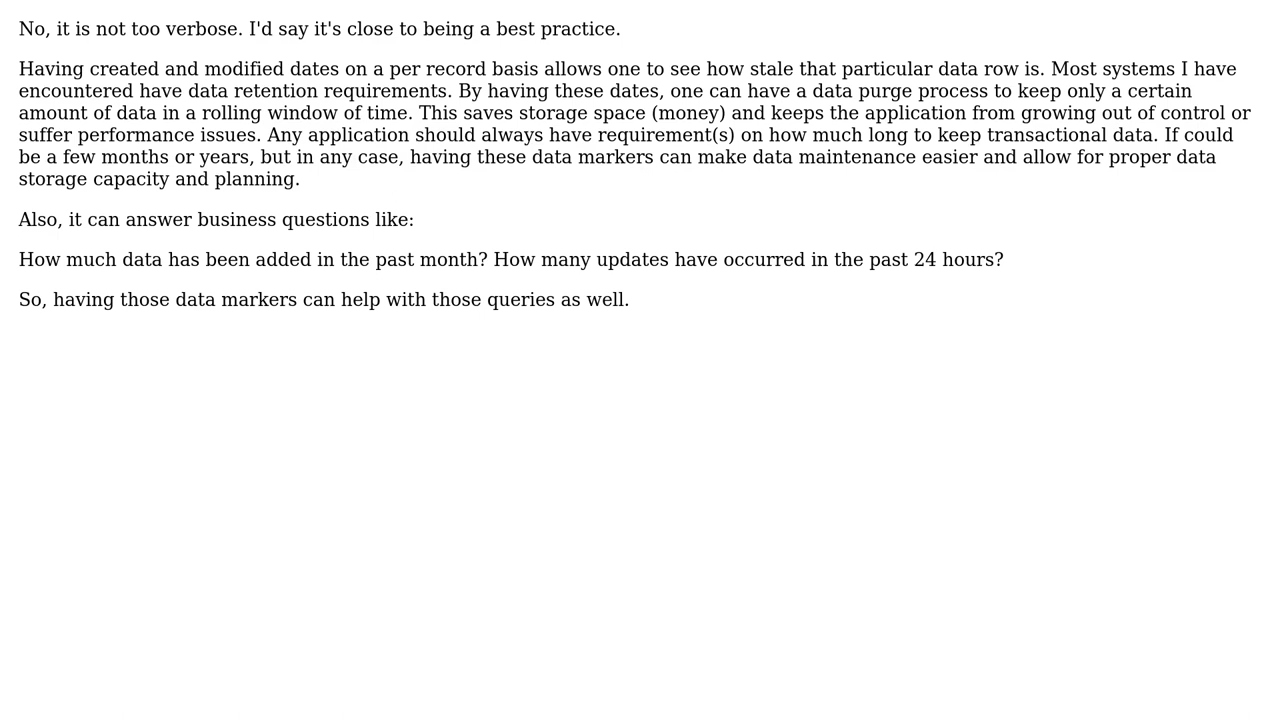 No, it is not too verbose. I'd say it's close to being a best practice.
Having created and modified dates on a per record basis allows one to see how stale that particular data row is. Most systems I have
encountered have data retention requirements. By having these dates, one can have a data purge process to keep only a certain
amount of data in a rolling window of time. This saves storage space (money) and keeps the application from growing out of control or
suffer performance issues. Any application should always have requirement(s) on how much long to keep transactional data. If could
be a few months or years, but in any case, having these data markers can make data maintenance easier and allow for proper data
storage capacity and planning.
Also, it can answer business questions like:
How much data has been added in the past month? How many updates have occurred in the past 24 hours?
So, having those data markers can help with those queries as well.